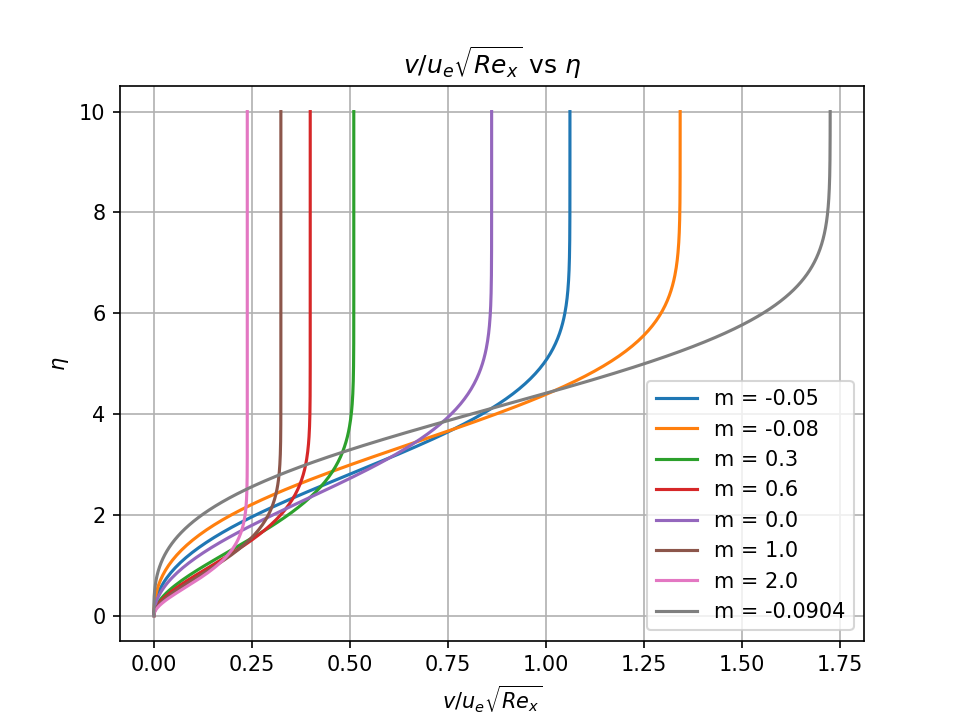 v/u_e√Re_x vs η
10
8
6
4
2
0
η
0.00 0.25 0.50 0.75 1.00 1.25 1.50 1.75
v/u_e√Re_x
m = -0.05
m = -0.08
m = 0.3
m = 0.6
m = 0.0
m = 1.0
m = 2.0
m = -0.0904